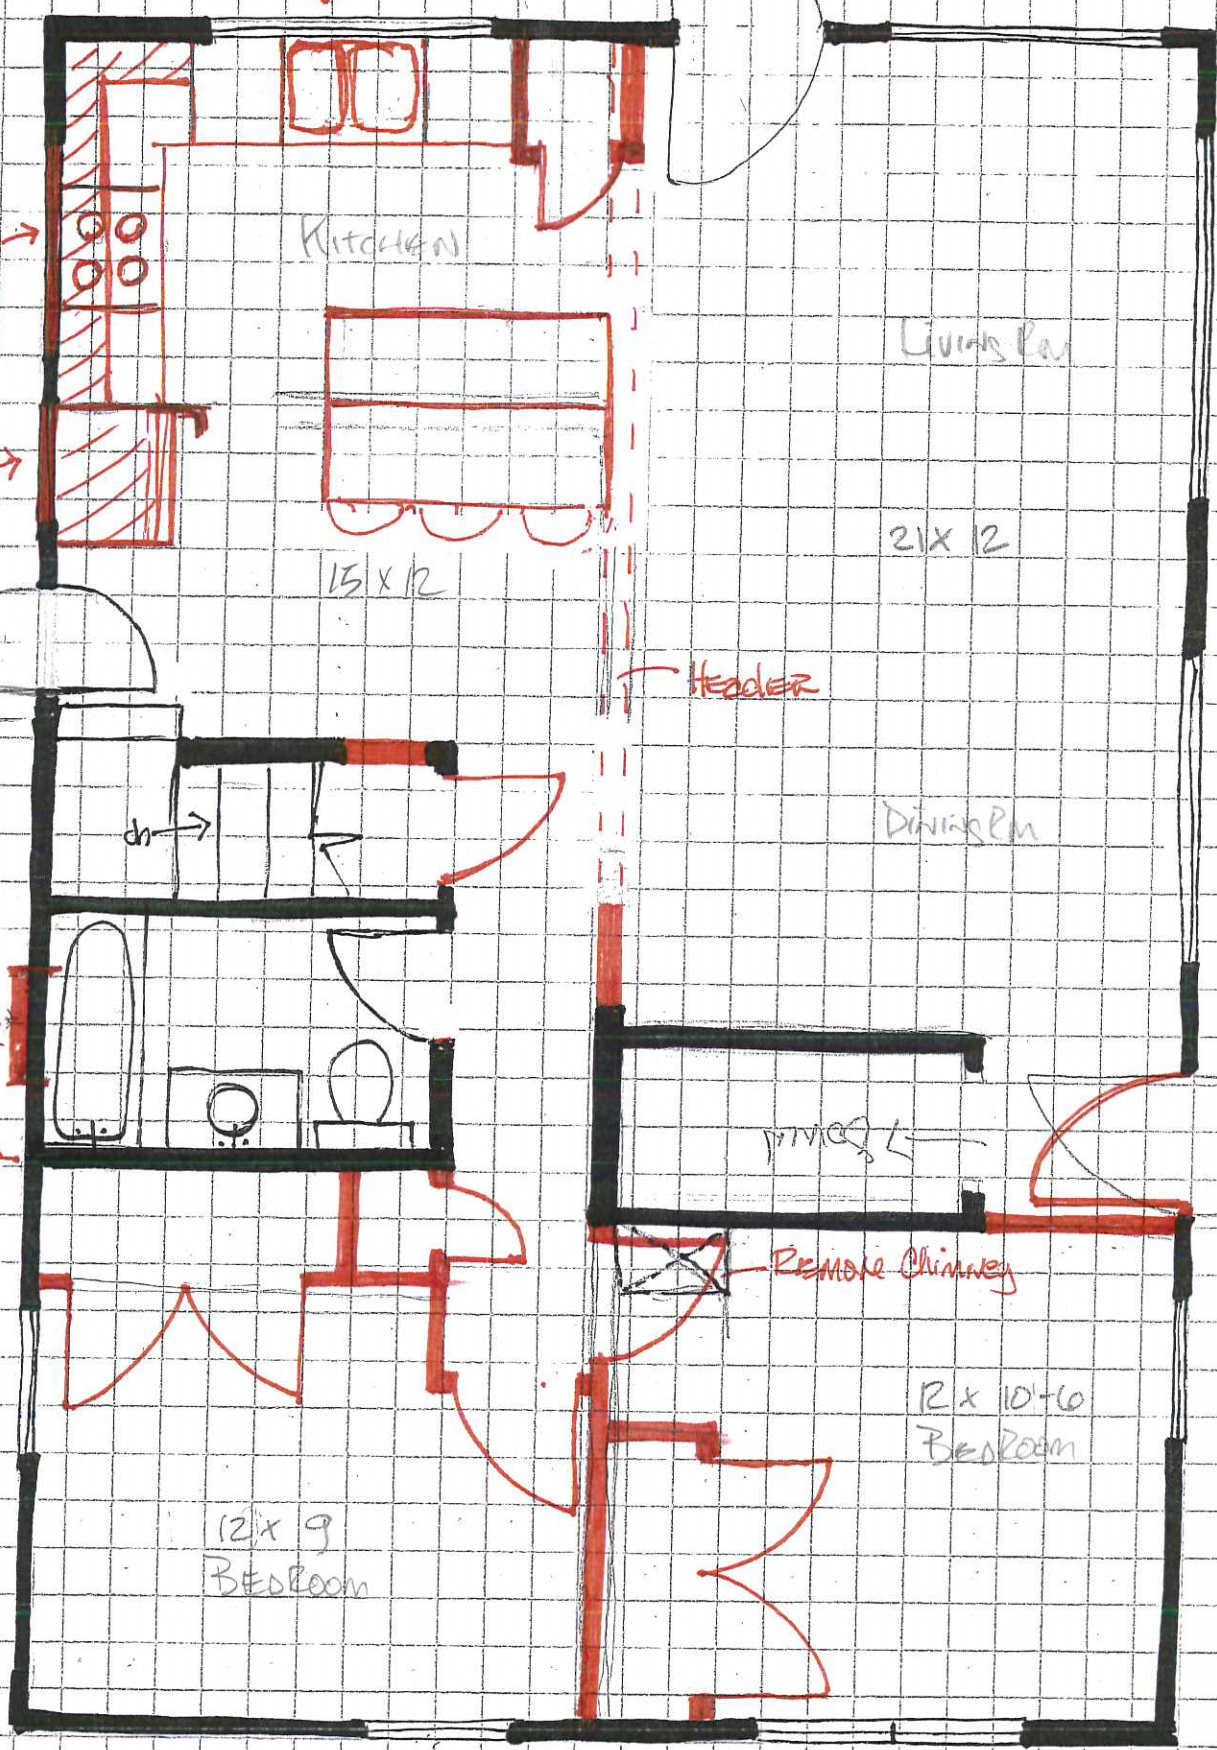 KITCHEN
Living Rm
21 X 12
15 X 12
HEADER
Dining Rm
dn
DOWN
REMOVE Chimney
12 X 10'-6
BEDROOM
12 X 9
BEDROOM